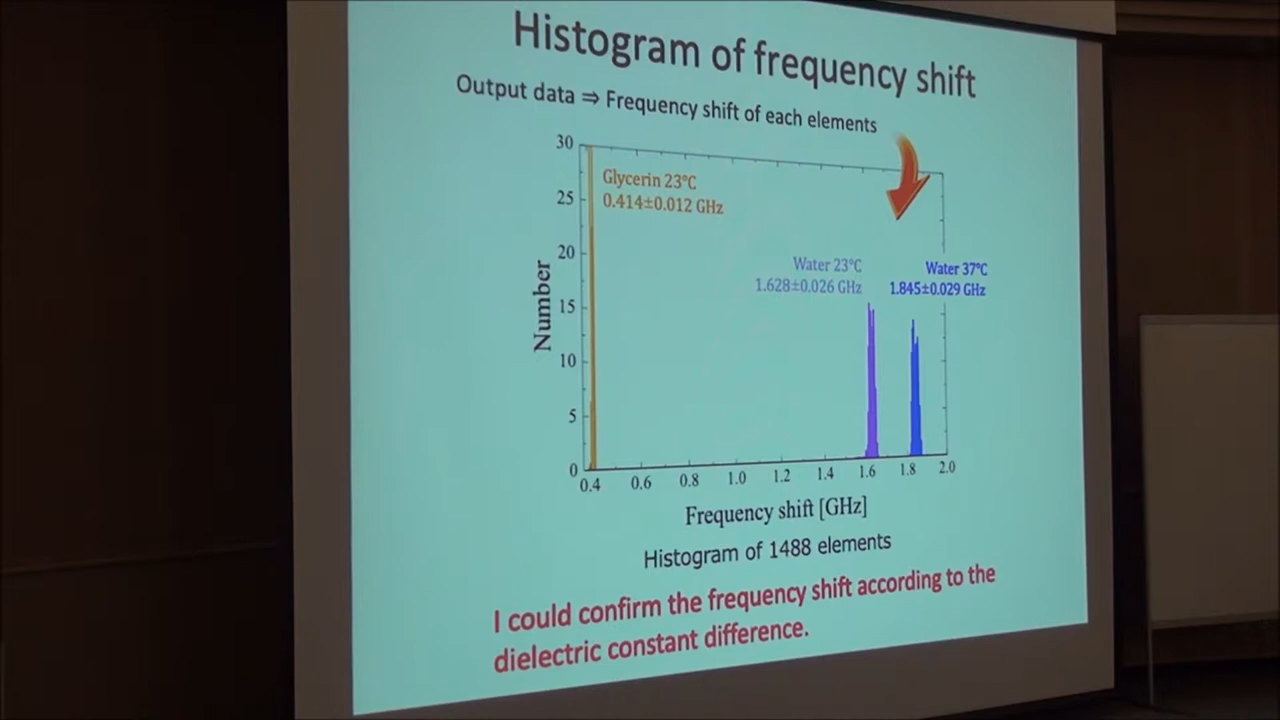 Histogram of frequency shift
Output data ⇒ Frequency shift of each elements
30
25
20
15
10
5
0
Number
Glycerin 23℃
0.414±0.012 GHz
Water 23℃
1.628±0.026 GHz
Water 37℃
1.845±0.029 GHz
0.4 0.6 0.8 1.0 1.2 1.4 1.6 1.8 2.0
Frequency shift [GHz]
Histogram of 1488 elements
I could confirm the frequency shift according to the
dielectric constant difference.